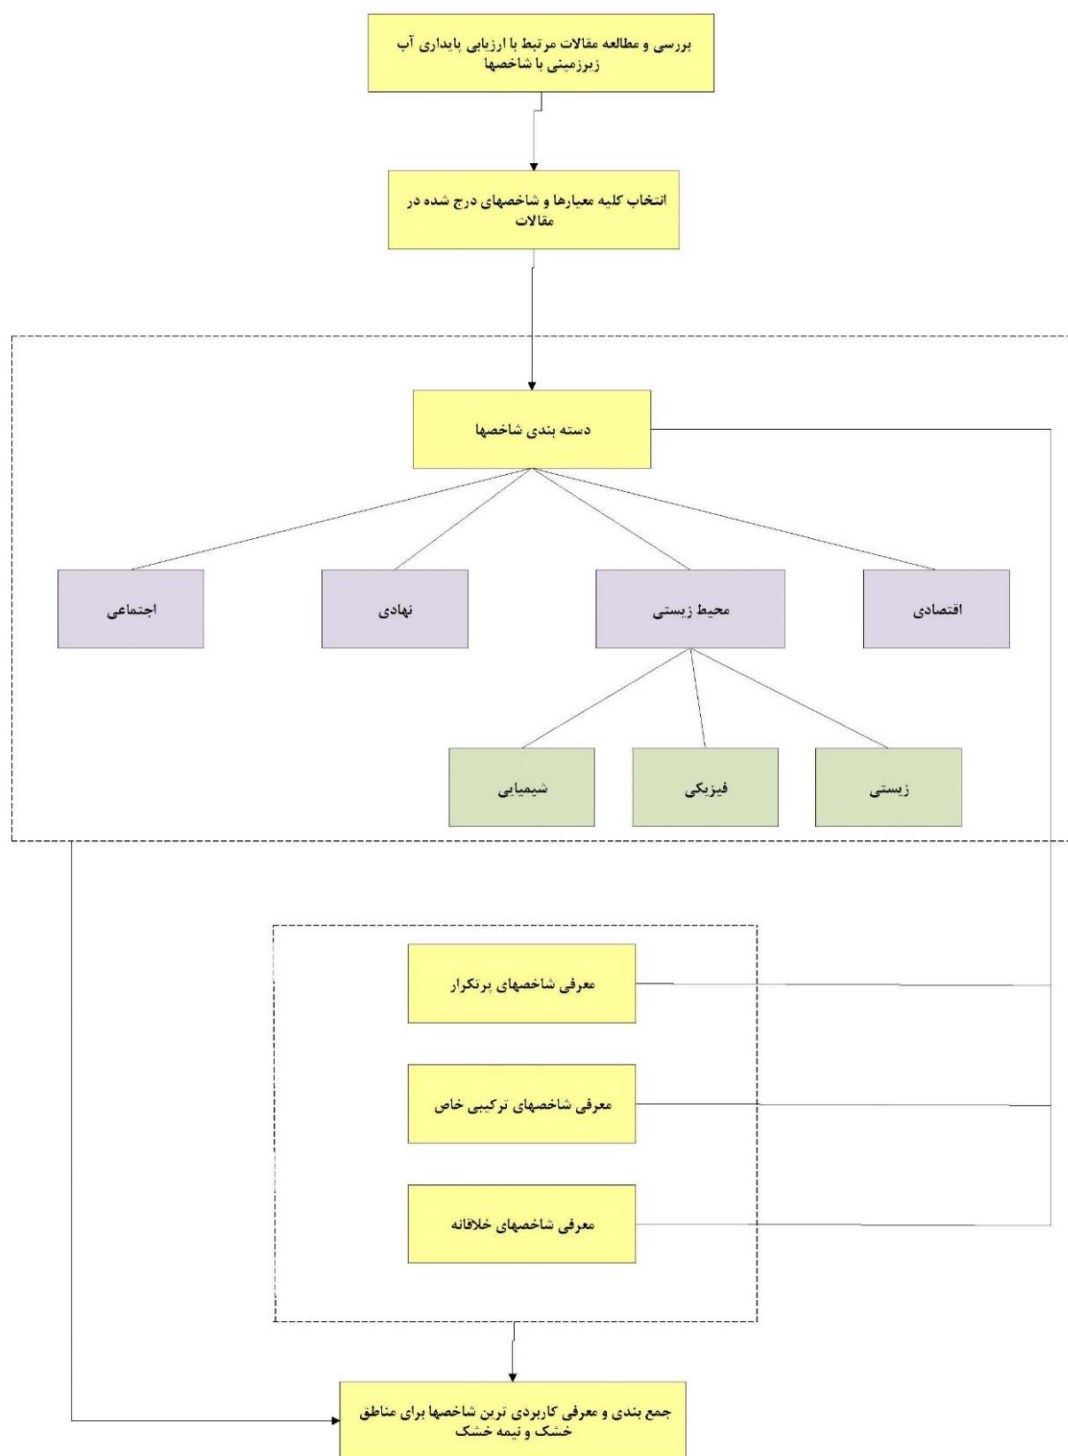 بررسی و مطالعه مقالات مرتبط با ارزیابی پایداری آب
زیرزمینی با شاخصها
انتخاب کلیه معیارها و شاخصهای درج شده در
مقالات
دسته بندی شاخصها
اقتصادی
محیط زیستی
نهادی
اجتماعی
زیستی
فیزیکی
شیمیایی
معرفی شاخصهای پرتکرار
معرفی شاخصهای ترکیبی خاص
معرفی شاخصهای خلاقانه
جمع بندی و معرفی کاربردی ترین شاخصها برای مناطق
خشک و نیمه خشک